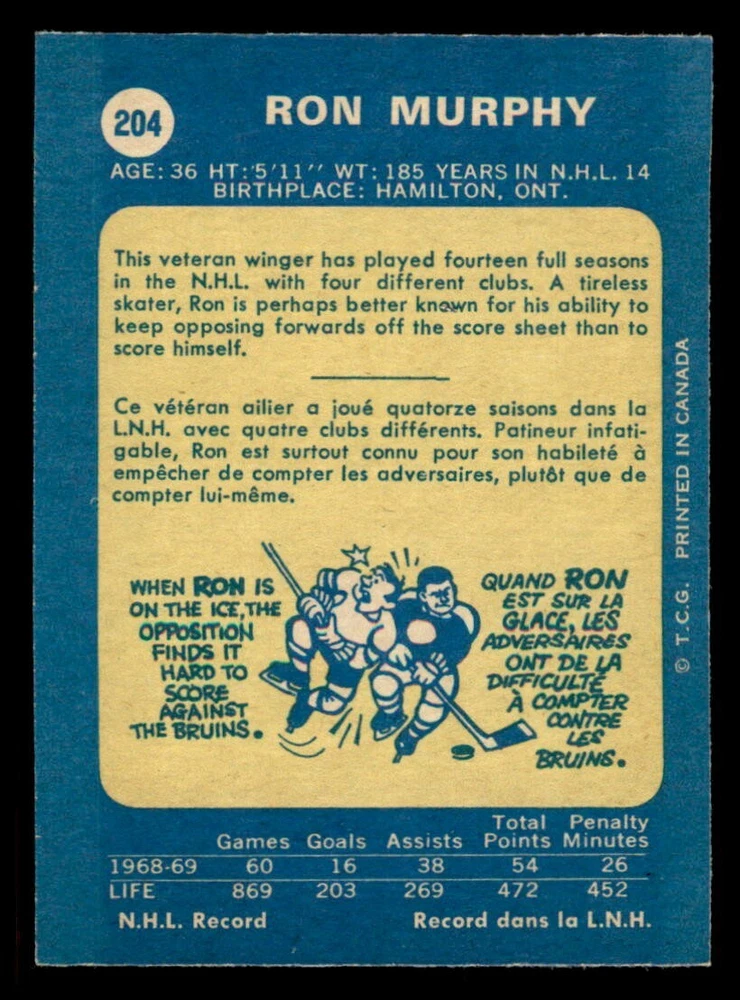 204
RON MURPHY
AGE: 36 HT: 5'11" WT: 185 YEARS IN N.H.L. 14
BIRTHPLACE: HAMILTON, ONT.
This veteran winger has played fourteen full seasons
in the N.H.L. with four different clubs. A tireless
skater, Ron is perhaps better known for his ability to
keep opposing forwards off the score sheet than to
score himself.
Ce vétéran ailier a joué quatorze saisons dans la
L.N.H. avec quatre clubs différents. Patineur infati-
gable, Ron est surtout connu pour son habileté à
empêcher de compter les adversaires, plutôt que de
compter lui-même.
WHEN RON IS
ON THE ICE, THE
OPPOSITION
FINDS IT
HARD TO
SCORE
AGAINST
THE BRUINS.
QUAND RON
EST SUR LA
GLACE, LES
ADVERSAIRES
ONT DE LA
DIFFICULTÉ
À COMPTER
CONTRE
LES
BRUINS.
© T.C.G. PRINTED IN CANADA
Games Goals Assists Total Points Penalty Minutes
1968-69 60 16 38 54 26
LIFE 869 203 269 472 452
N.H.L. Record Record dans la L.N.H.